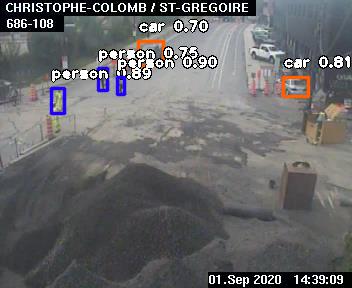 CHRISTOPHE-COLOMB / ST-GREGOIRE
686-108
car 0.70
person 0.75
person 0.90
person 0.89
car 0.81
01.Sep 2020 14:39:09